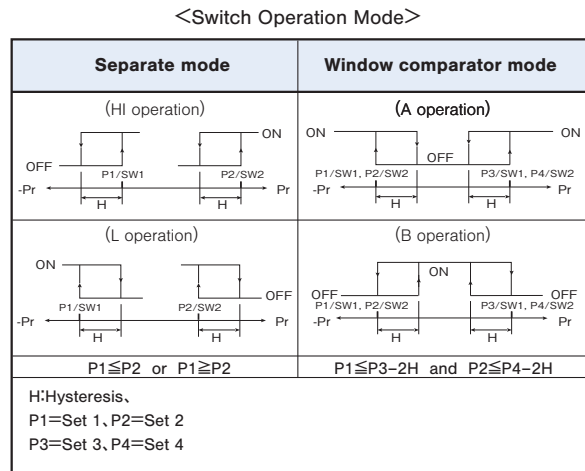 <Switch Operation Mode>
Separate mode
Window comparator mode
(HI operation)
ON
OFF
P1/SW1
P2/SW2
-Pr
H
H
Pr
(A operation)
ON
ON
OFF
P1/SW1, P2/SW2
P3/SW1, P4/SW2
-Pr
H
H
Pr
(L operation)
ON
P1/SW1
P2/SW2
OFF
-Pr
H
H
Pr
(B operation)
ON
OFF
OFF
P1/SW1, P2/SW2
P3/SW1, P4/SW2
-Pr
H
H
Pr
P1≦P2 or P1≧P2
P1≦P3-2H and P2≦P4-2H
H:Hysteresis、
P1=Set 1、P2=Set 2
P3=Set 3、P4=Set 4